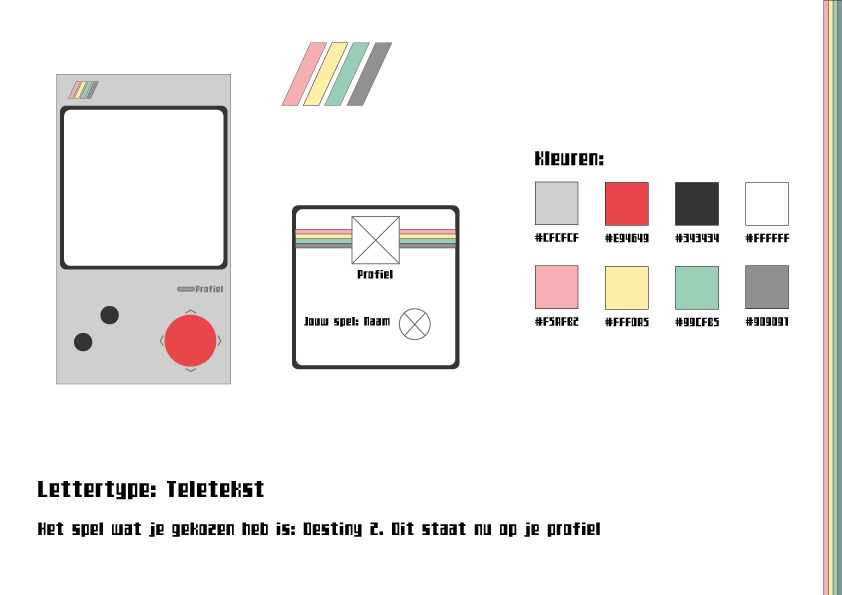 Kleuren:
#CFCFCF #E94649 #343434 #FFFFFF
Profiel
Profiel
Jouw spel: Naam
#F5AFB2 #FFF0A5 #99CFB5 #909091
Lettertype: Teletekst
Het spel wat je gekozen heb is: Destiny 2. Dit staat nu op je profiel